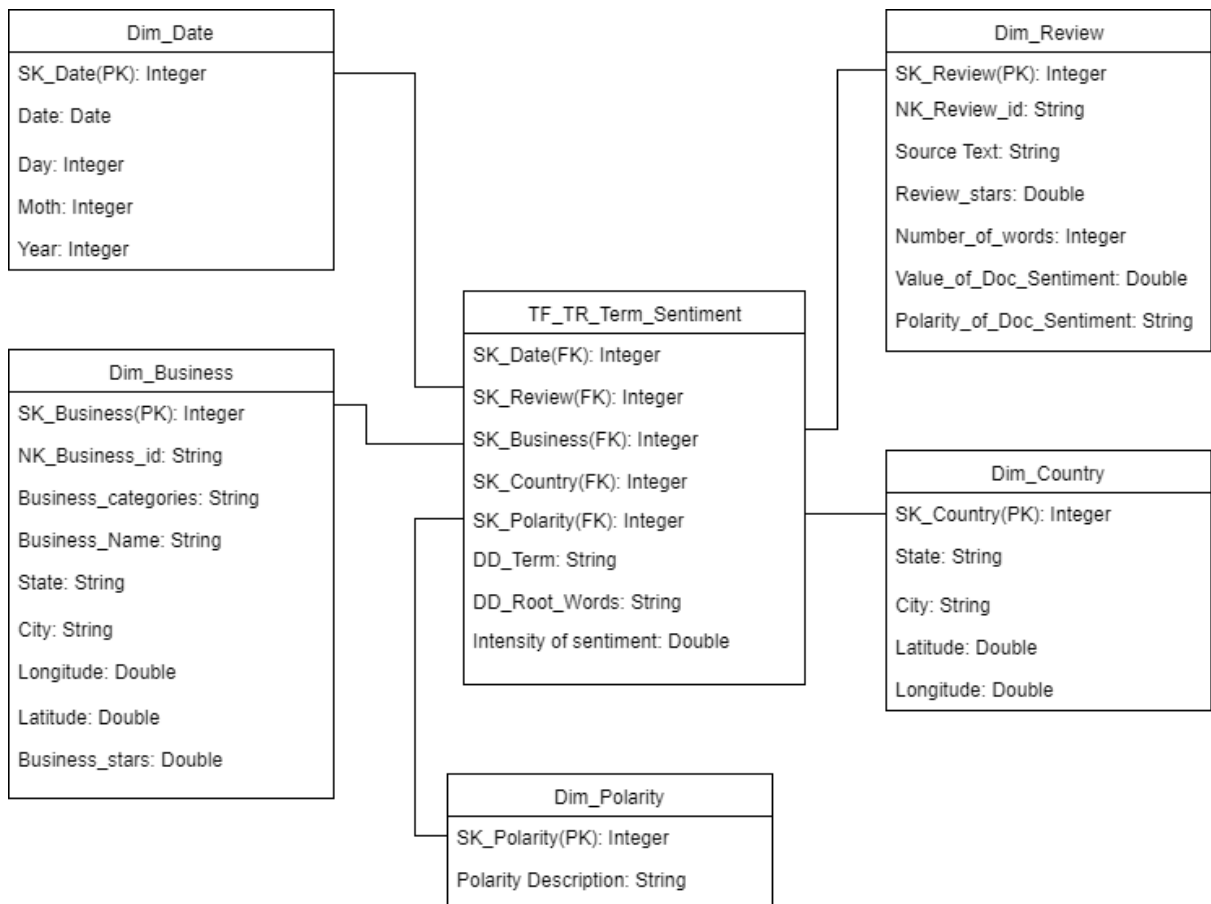 Dim_Date
SK_Date(PK): Integer
Date: Date
Day: Integer
Moth: Integer
Year: Integer
Dim_Review
SK_Review(PK): Integer
NK_Review_id: String
Source Text: String
Review_stars: Double
Number_of_words: Integer
Value_of_Doc_Sentiment: Double
Polarity_of_Doc_Sentiment: String
TF_TR_Term_Sentiment
SK_Date(FK): Integer
SK_Review(FK): Integer
SK_Business(FK): Integer
SK_Country(FK): Integer
SK_Polarity(FK): Integer
DD_Term: String
DD_Root_Words: String
Intensity of sentiment: Double
Dim_Business
SK_Business(PK): Integer
NK_Business_id: String
Business_categories: String
Business_Name: String
State: String
City: String
Longitude: Double
Latitude: Double
Business_stars: Double
Dim_Country
SK_Country(PK): Integer
State: String
City: String
Latitude: Double
Longitude: Double
Dim_Polarity
SK_Polarity(PK): Integer
Polarity Description: String